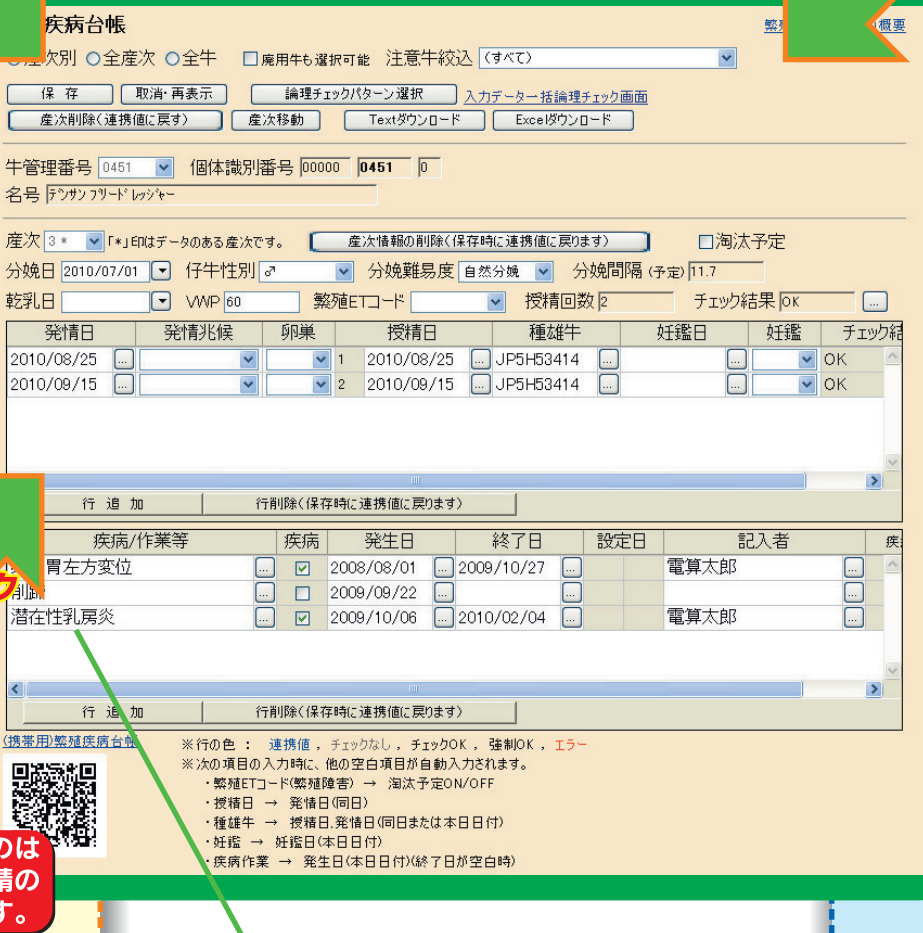 疾病台帳
概要
次別 ○全産次 ○全牛 □廃用牛も選択可能 注意牛絞込 (すべて)
保 存 取消・再表示 論理チェックパターン選択 入力データー括論理チェック画面
産次削除(連携値に戻す) 産次移動 Textダウンロード Excelダウンロード
牛管理番号 0451 個体識別番号 00000 0451 0
名号 デンサン フリード レッジャー
産次 3 * 「*」印はデータのある産次です。 産次情報の削除(保存時に連携値に戻ります) □淘汰予定
分娩日 2010/07/01 仔牛性別 ♂ 分娩難易度 自然分娩 分娩間隔 (予定) 11.7
乾乳日 VWP 60 繁殖ETコード 授精回数 2 チェック結果 OK ...
発情日 発情兆候 卵巣 授精日 種雄牛 妊鑑日 妊鑑 チェック結
2010/08/25 ... 1 2010/08/25 ... JP5H53414 ... ... OK
2010/09/15 ... 2 2010/09/15 ... JP5H53414 ... ... OK
行 追 加 行削除(保存時に連携値に戻ります)
疾病/作業等 疾病 発生日 終了日 設定日 記入者
胃左方変位 ... 2008/08/01 ... 2009/10/27 ... 電算太郎 ...
削蹄 ... 2009/09/22 ... ... ...
潜在性乳房炎 ... 2009/10/06 ... 2010/02/04 ... 電算太郎 ...
行 追 加 行削除(保存時に連携値に戻ります)
(携帯用)繁殖疾病台帳
※行の色 : 連携値 , チェックなし , チェックOK , 強制OK , エラー
※次の項目の入力時に、他の空白項目が自動入力されます。
・繁殖ETコード(繁殖障害) → 淘汰予定ON/OFF
・授精日 → 発情日(同日)
・種雄牛 → 授精日,発情日(同日または本日日付)
・妊鑑 → 妊鑑日(本日日付)
・疾病作業 → 発生日(本日日付)(終了日が空白時)
のは
精の
す。